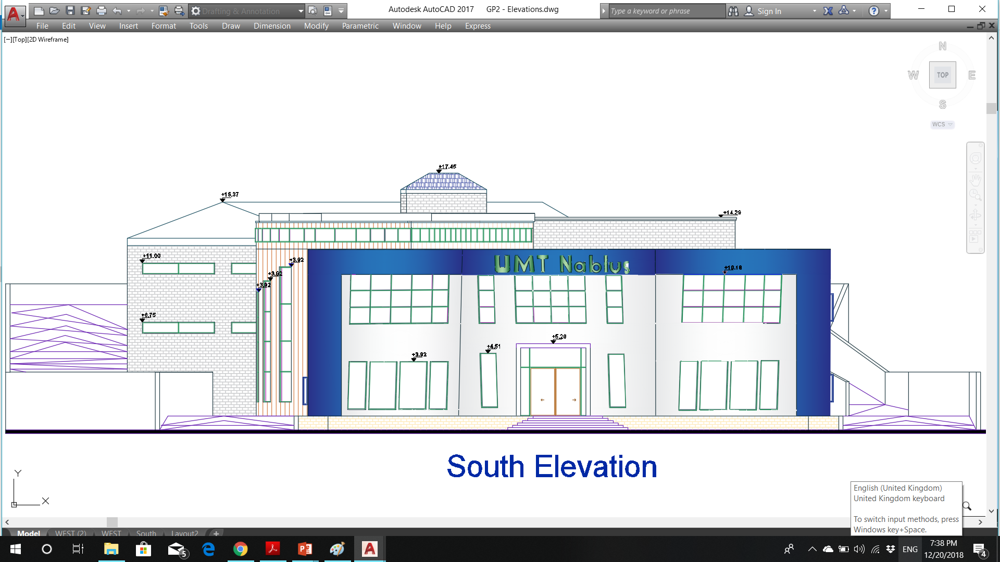 Drafting & Annotation
Autodesk AutoCAD 2017 GP2 - Elevations.dwg
Type a keyword or phrase
Sign In
File Edit View Insert Format Tools Draw Dimension Modify Parametric Window Help Express
[−][Top][2D Wireframe]
N
W TOP E
S
WCS
+17.45
+15.37
+14.29
+11.00
+3.92
UMT Nablus
+10.18
+3.92
+3.92
+6.75
+5.20
+4.51
+3.92
South Elevation
Y
X
English (United Kingdom)
United Kingdom keyboard
To switch input methods, press
Windows key+Space.
Model WEST (2) WEST South Layout2
5
ENG
7:38 PM
12/20/2018
4